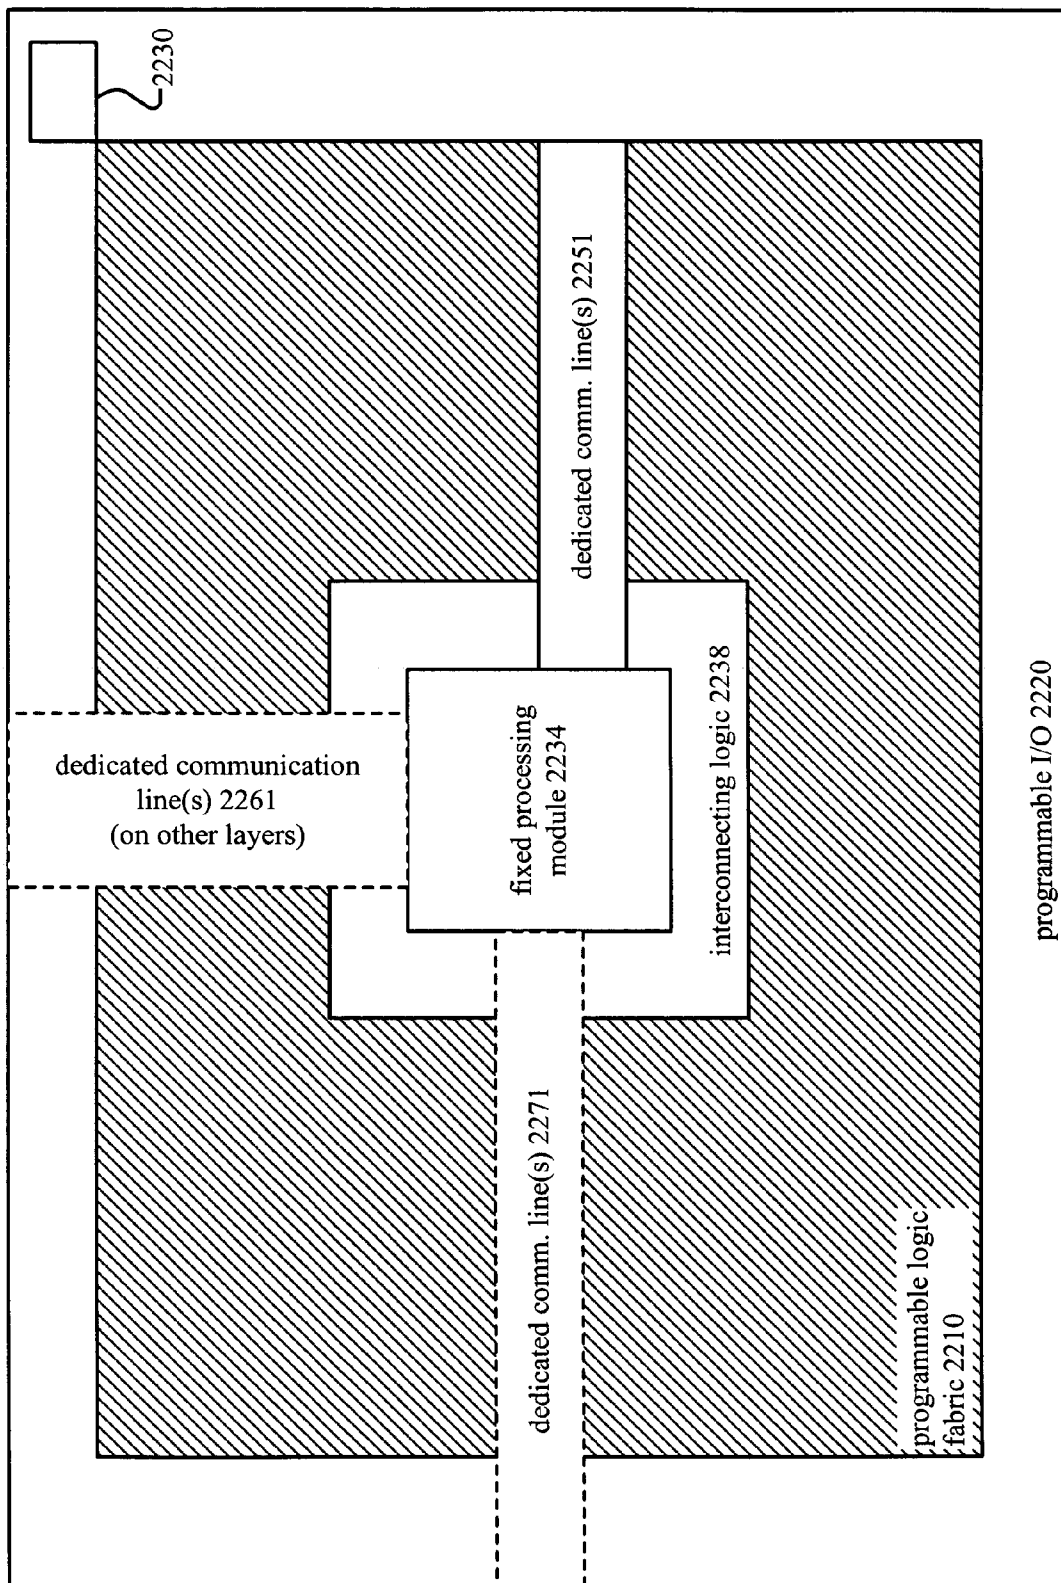 2230
dedicated comm. line(s) 2251
dedicated communication
line(s) 2261
(on other layers)
fixed processing
module 2234
interconnecting logic 2238
dedicated comm. line(s) 2271
programmable logic
fabric 2210
programmable I/O 2220